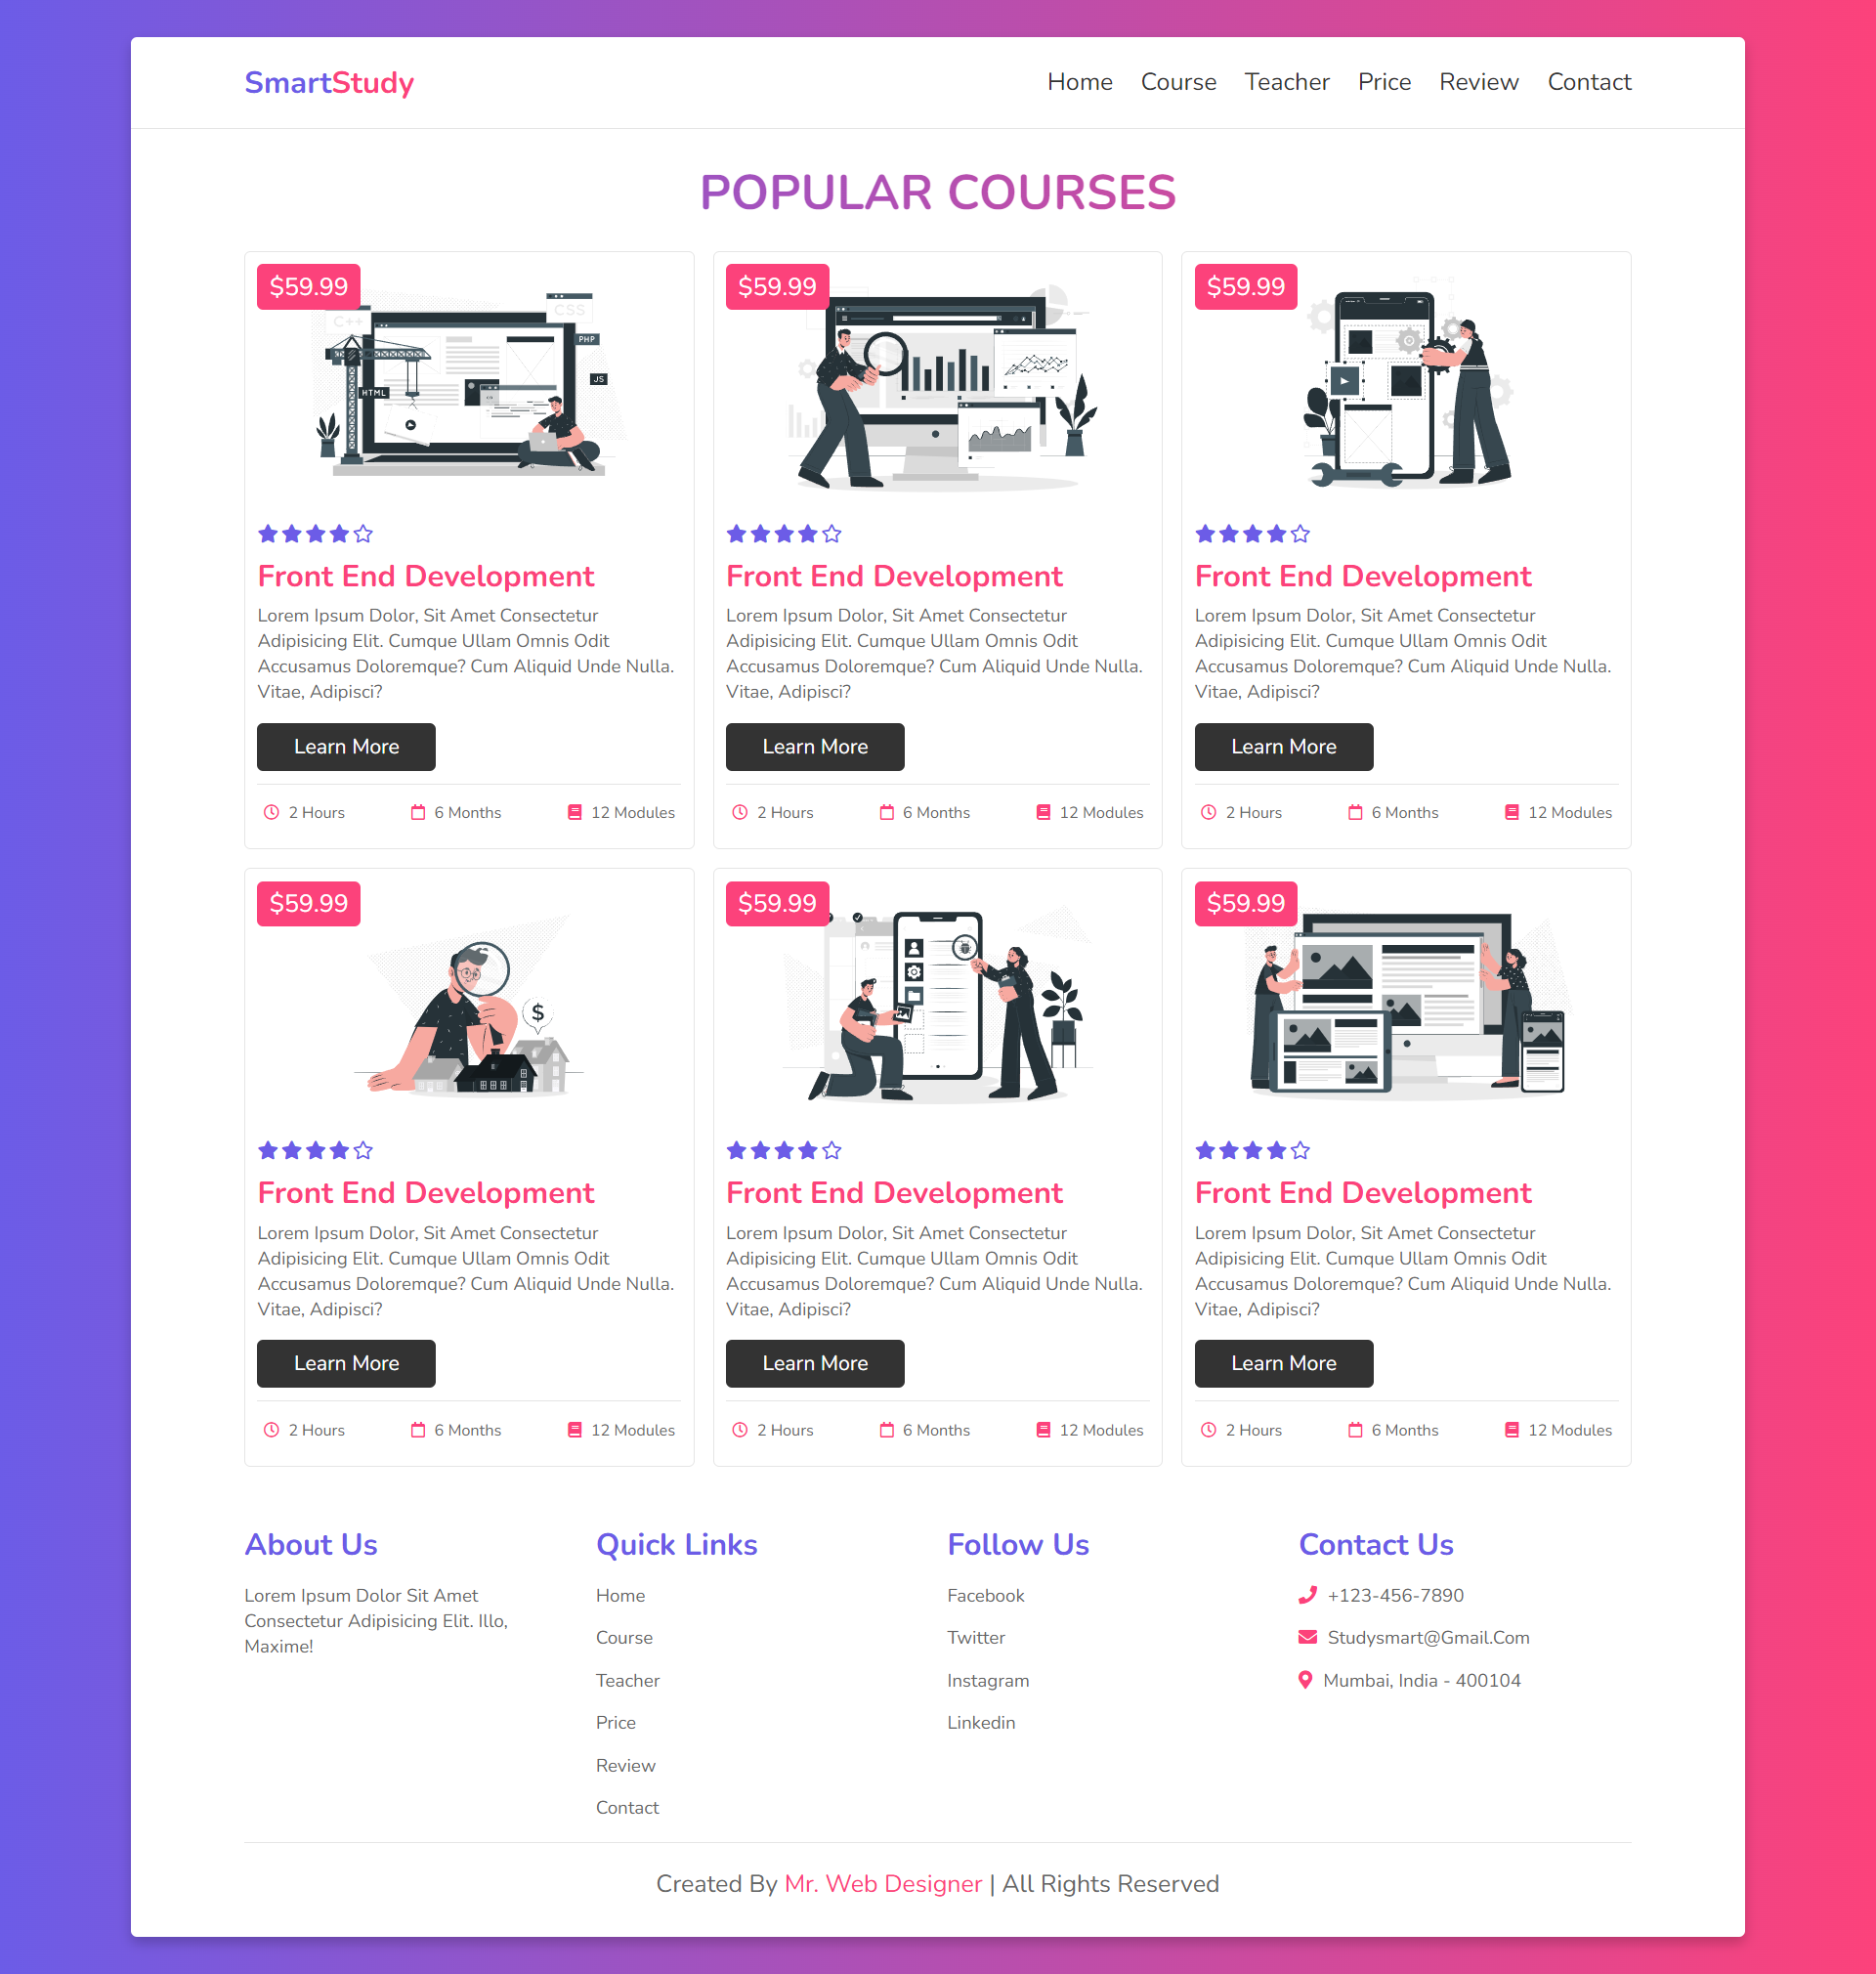 SmartStudy
Home Course Teacher Price Review Contact
POPULAR COURSES
$59.99
C++
CSS
PHP
JS
HTML
Front End Development
Lorem Ipsum Dolor, Sit Amet Consectetur
Adipisicing Elit. Cumque Ullam Omnis Odit
Accusamus Doloremque? Cum Aliquid Unde Nulla.
Vitae, Adipisci?
Learn More
2 Hours 6 Months 12 Modules
$59.99
Front End Development
Lorem Ipsum Dolor, Sit Amet Consectetur
Adipisicing Elit. Cumque Ullam Omnis Odit
Accusamus Doloremque? Cum Aliquid Unde Nulla.
Vitae, Adipisci?
Learn More
2 Hours 6 Months 12 Modules
$59.99
Front End Development
Lorem Ipsum Dolor, Sit Amet Consectetur
Adipisicing Elit. Cumque Ullam Omnis Odit
Accusamus Doloremque? Cum Aliquid Unde Nulla.
Vitae, Adipisci?
Learn More
2 Hours 6 Months 12 Modules
$59.99
$
Front End Development
Lorem Ipsum Dolor, Sit Amet Consectetur
Adipisicing Elit. Cumque Ullam Omnis Odit
Accusamus Doloremque? Cum Aliquid Unde Nulla.
Vitae, Adipisci?
Learn More
2 Hours 6 Months 12 Modules
$59.99
Front End Development
Lorem Ipsum Dolor, Sit Amet Consectetur
Adipisicing Elit. Cumque Ullam Omnis Odit
Accusamus Doloremque? Cum Aliquid Unde Nulla.
Vitae, Adipisci?
Learn More
2 Hours 6 Months 12 Modules
$59.99
Front End Development
Lorem Ipsum Dolor, Sit Amet Consectetur
Adipisicing Elit. Cumque Ullam Omnis Odit
Accusamus Doloremque? Cum Aliquid Unde Nulla.
Vitae, Adipisci?
Learn More
2 Hours 6 Months 12 Modules
About Us
Lorem Ipsum Dolor Sit Amet
Consectetur Adipisicing Elit. Illo,
Maxime!
Quick Links
Home
Course
Teacher
Price
Review
Contact
Follow Us
Facebook
Twitter
Instagram
Linkedin
Contact Us
+123-456-7890
Studysmart@Gmail.Com
Mumbai, India - 400104
Created By Mr. Web Designer | All Rights Reserved